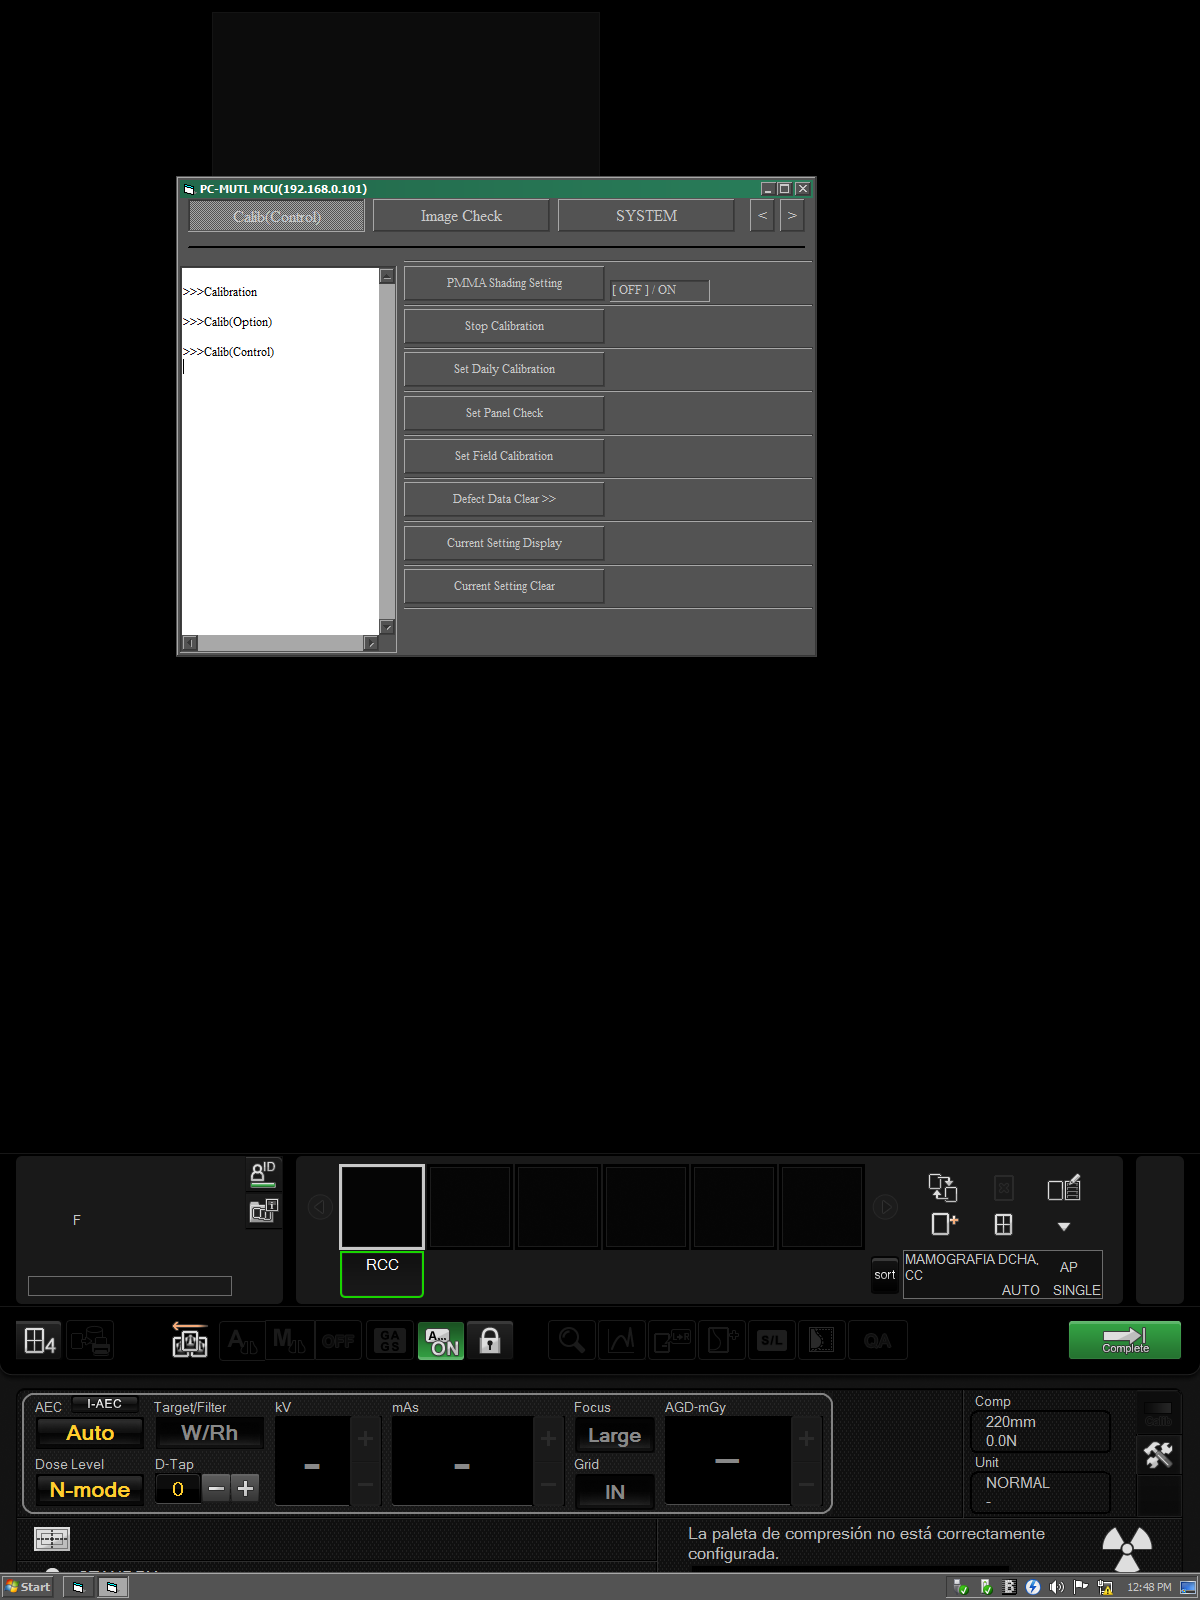 PC-MUTL MCU(192.168.0.101)
Calib(Control)
Image Check
SYSTEM
<
>
>>>Calibration
>>>Calib(Option)
>>>Calib(Control)
PMMA Shading Setting
[ OFF ] / ON
Stop Calibration
Set Daily Calibration
Set Panel Check
Set Field Calibration
Defect Data Clear >>
Current Setting Display
Current Setting Clear
ID
F
RCC
sort
MAMOGRAFIA DCHA,
CC
AP
AUTO
SINGLE
4
A
M
OFF
GA
GS
A...
ON
L→R
S/L
QA
Complete
AEC
I-AEC
Target/Filter
kV
mAs
Focus
AGD-mGy
Auto
W/Rh
Large
Dose Level
D-Tap
Grid
N-mode
0
IN
Comp
220mm
0.0N
Unit
NORMAL
-
La paleta de compresión no está correctamente
configurada.
Start
12:48 PM